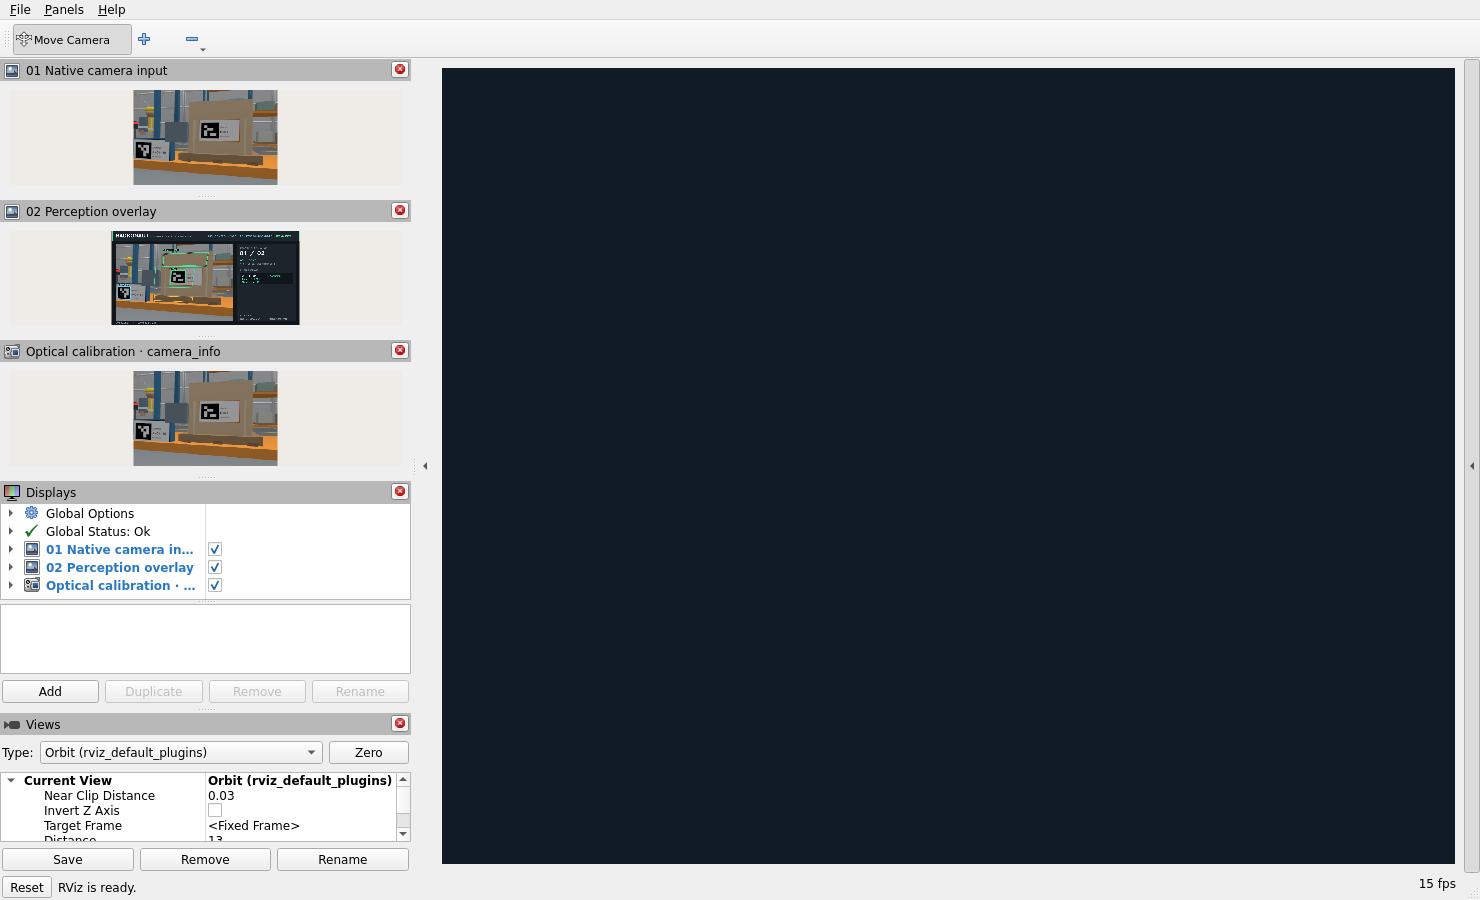 File Panels Help
Move Camera
01 Native camera input
02 Perception overlay
01 / 02
Optical calibration · camera_info
Displays
Global Options
Global Status: Ok
01 Native camera in...
02 Perception overlay
Optical calibration · ...
Add Duplicate Remove Rename
Views
Type: Orbit (rviz_default_plugins) Zero
Current View Orbit (rviz_default_plugins)
Near Clip Distance 0.03
Invert Z Axis
Target Frame <Fixed Frame>
Distance 13
Save Remove Rename
Reset RViz is ready.
15 fps